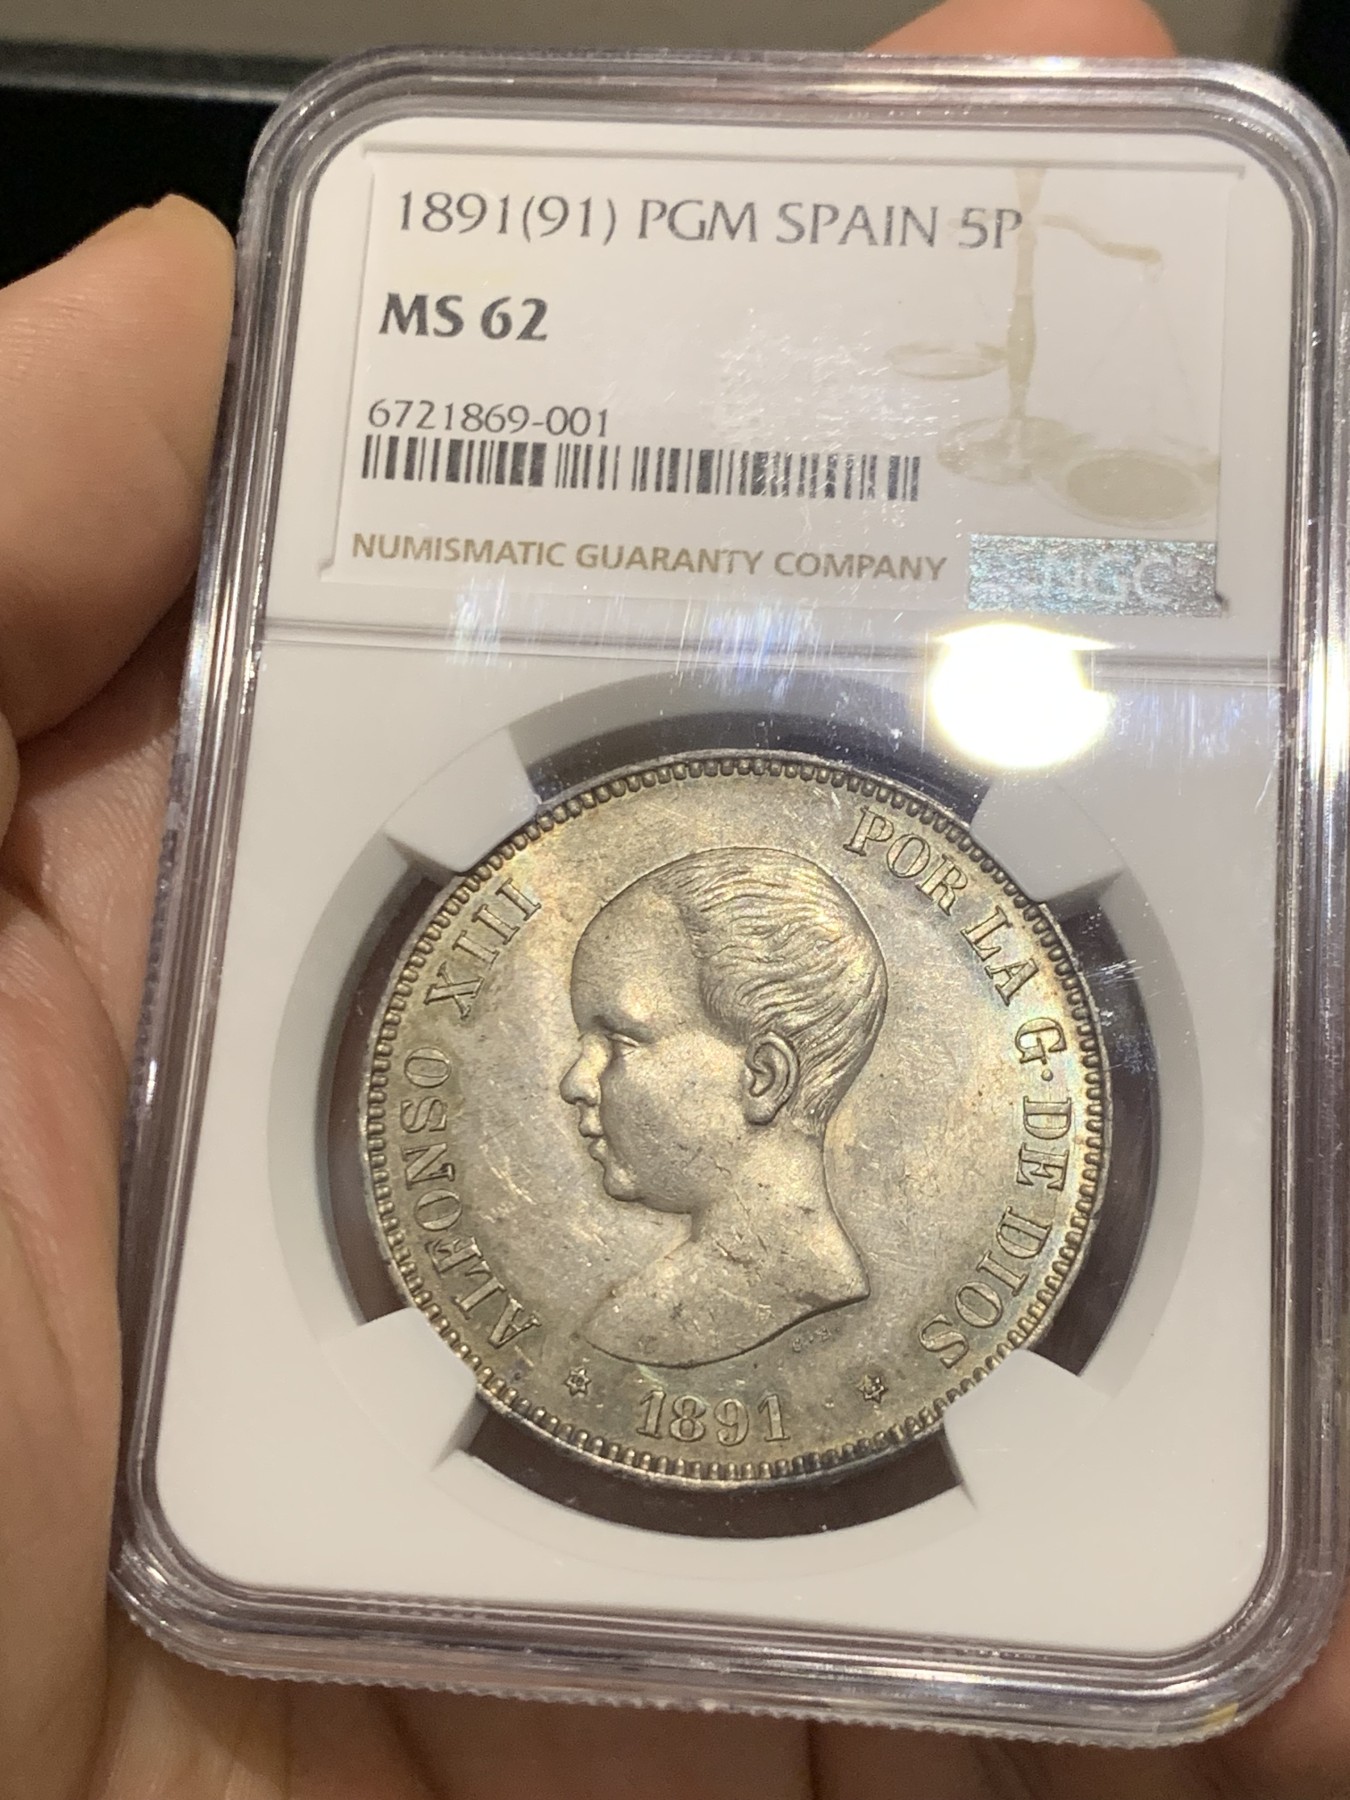 1891(91) PGM SPAIN 5P
MS 62
6721869-001
NUMISMATIC GUARANTY COMPANY
NGC
ALFONSO XIII POR LA G. DE DIOS
1891